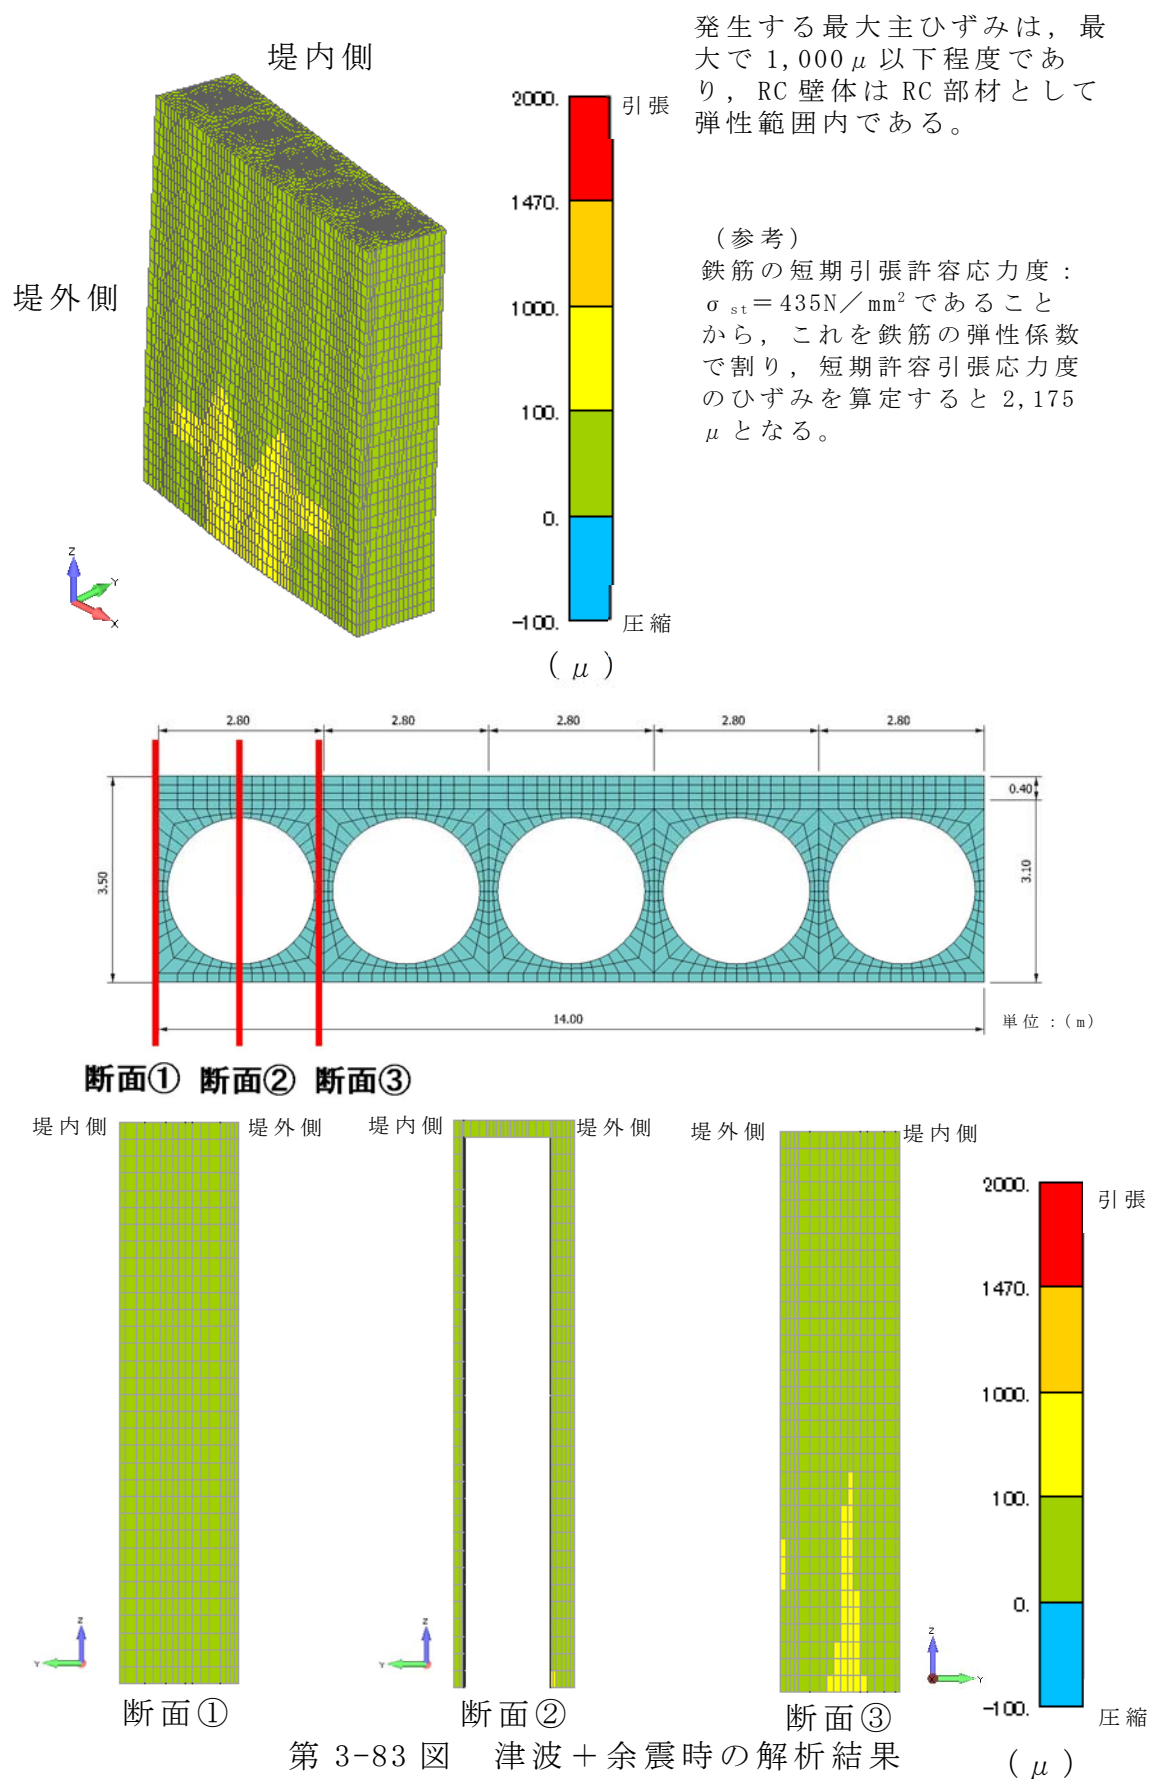 発生する最大主ひずみは，最
大で 1,000μ 以下程度であ
り，RC 壁体は RC 部材として
弾性範囲内である。
堤内側
堤外側
2000.
引張
1470.
1000.
100.
0.
-100.
圧縮
(μ)
（参考）
鉄筋の短期引張許容応力度：
σst＝435N／mm²であること
から，これを鉄筋の弾性係数
で割り，短期許容引張応力度
のひずみを算定すると 2,175
μとなる。
Z
Y
X
2.80
2.80
2.80
2.80
2.80
3.50
0.40
3.10
14.00
単位：(m)
断面① 断面② 断面③
堤内側
堤外側
堤内側
堤外側
堤外側
堤内側
2000.
引張
1470.
1000.
100.
0.
-100.
圧縮
Z
Y
Z
Y
Z
Y
断面①
断面②
断面③
第 3-83 図　津波＋余震時の解析結果
(μ)